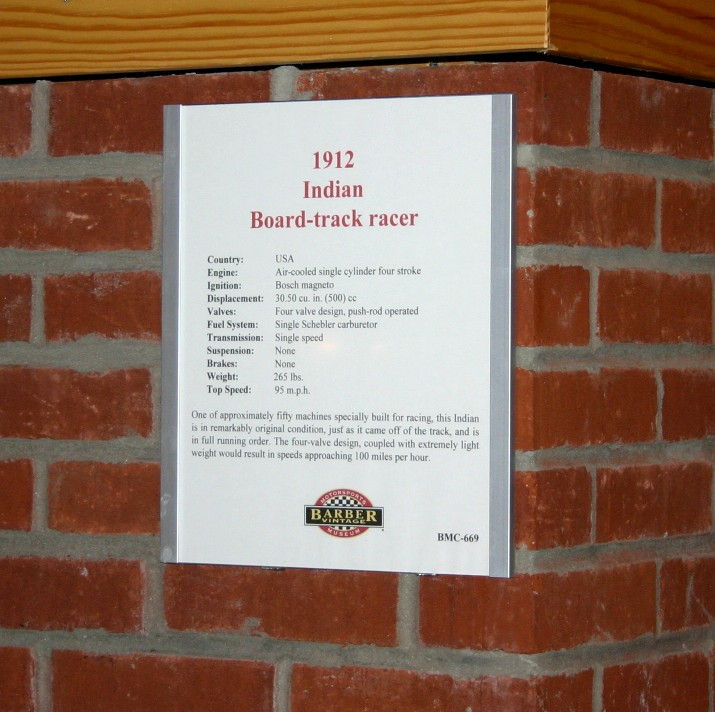 1912
Indian
Board-track racer
Country: USA
Engine: Air-cooled single cylinder four stroke
Ignition: Bosch magneto
Displacement: 30.50 cu. in. (500) cc
Valves: Four valve design, push-rod operated
Fuel System: Single Schebler carburetor
Transmission: Single speed
Suspension: None
Brakes: None
Weight: 265 lbs.
Top Speed: 95 m.p.h.
One of approximately fifty machines specially built for racing, this Indian
is in remarkably original condition, just as it came off of the track, and is
in full running order. The four-valve design, coupled with extremely light
weight would result in speeds approaching 100 miles per hour.
MOTORSPORTS
BARBER
VINTAGE
MUSEUM
BMC-669